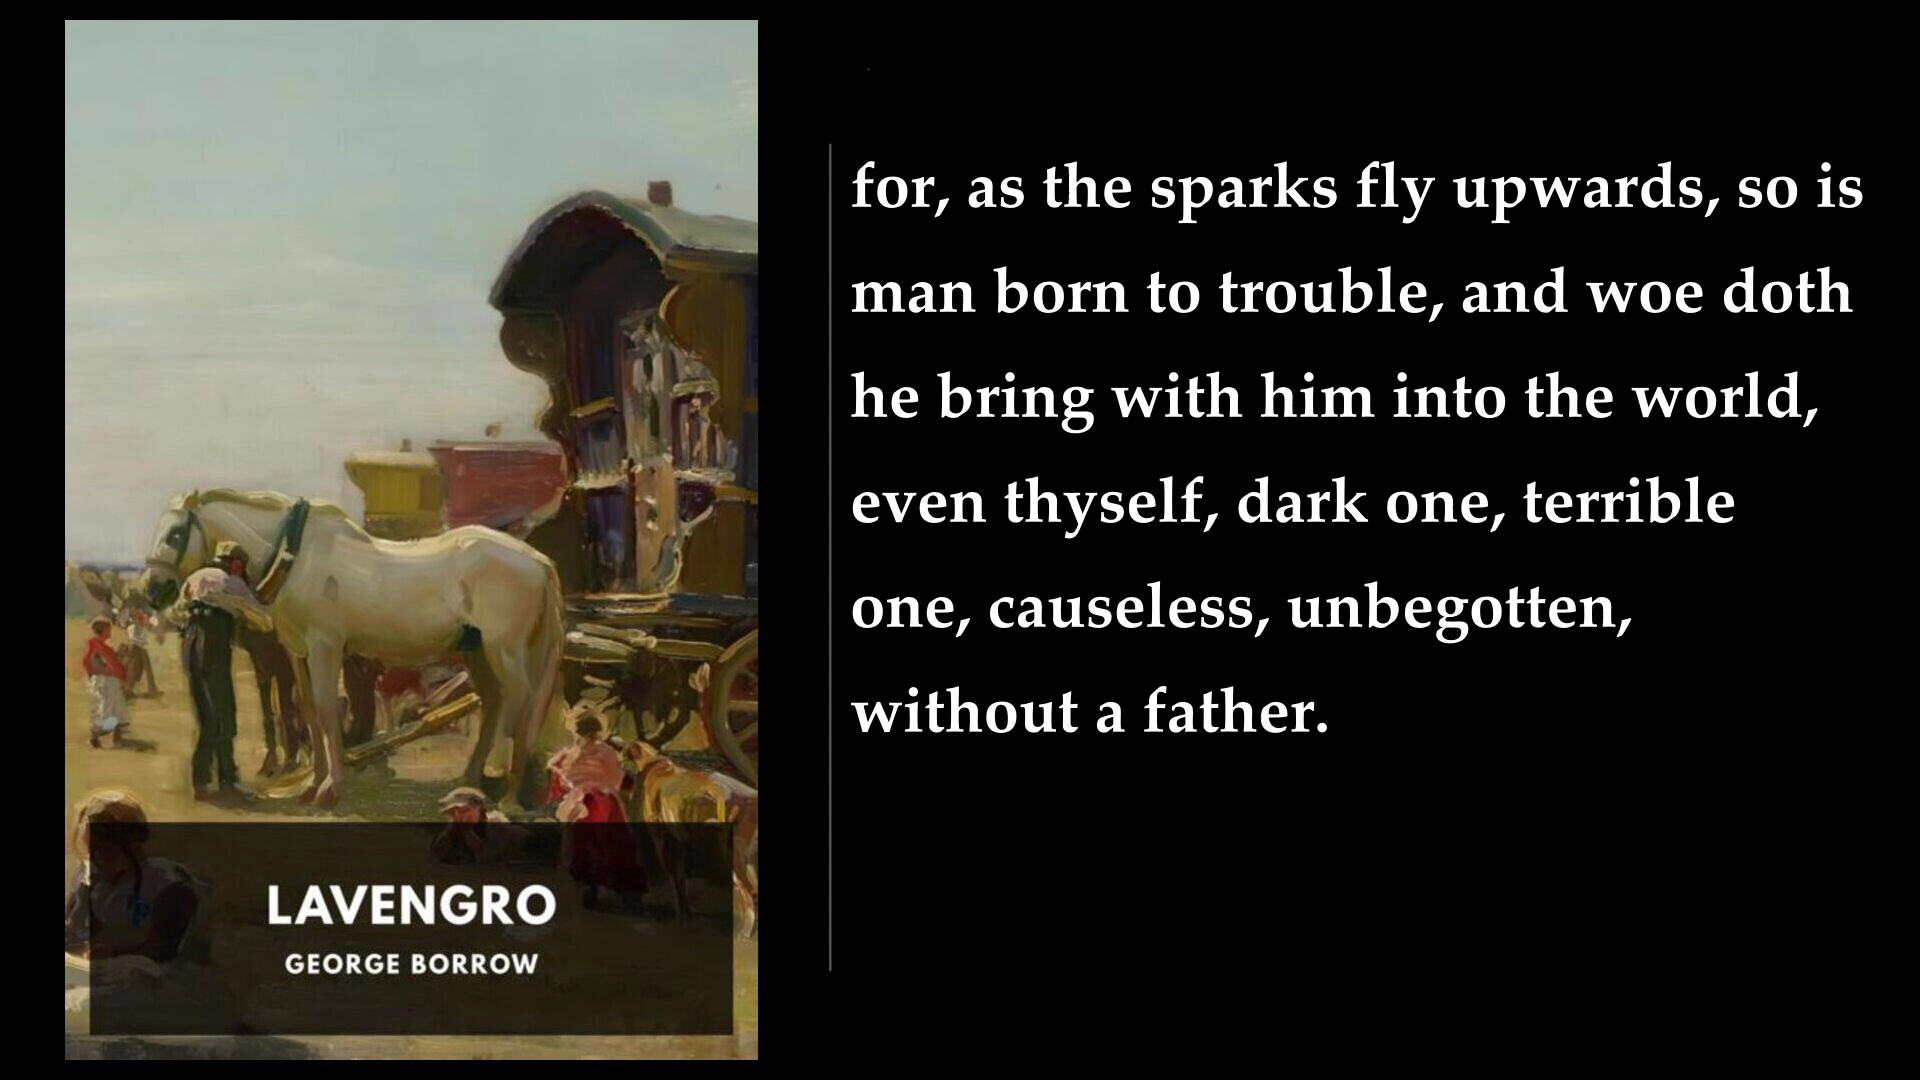 for, as the sparks fly upwards, so is
man born to trouble, and woe doth
he bring with him into the world,
even thyself, dark one, terrible
one, causeless, unbegotten,
without a father.
LAVENGRO
GEORGE BORROW